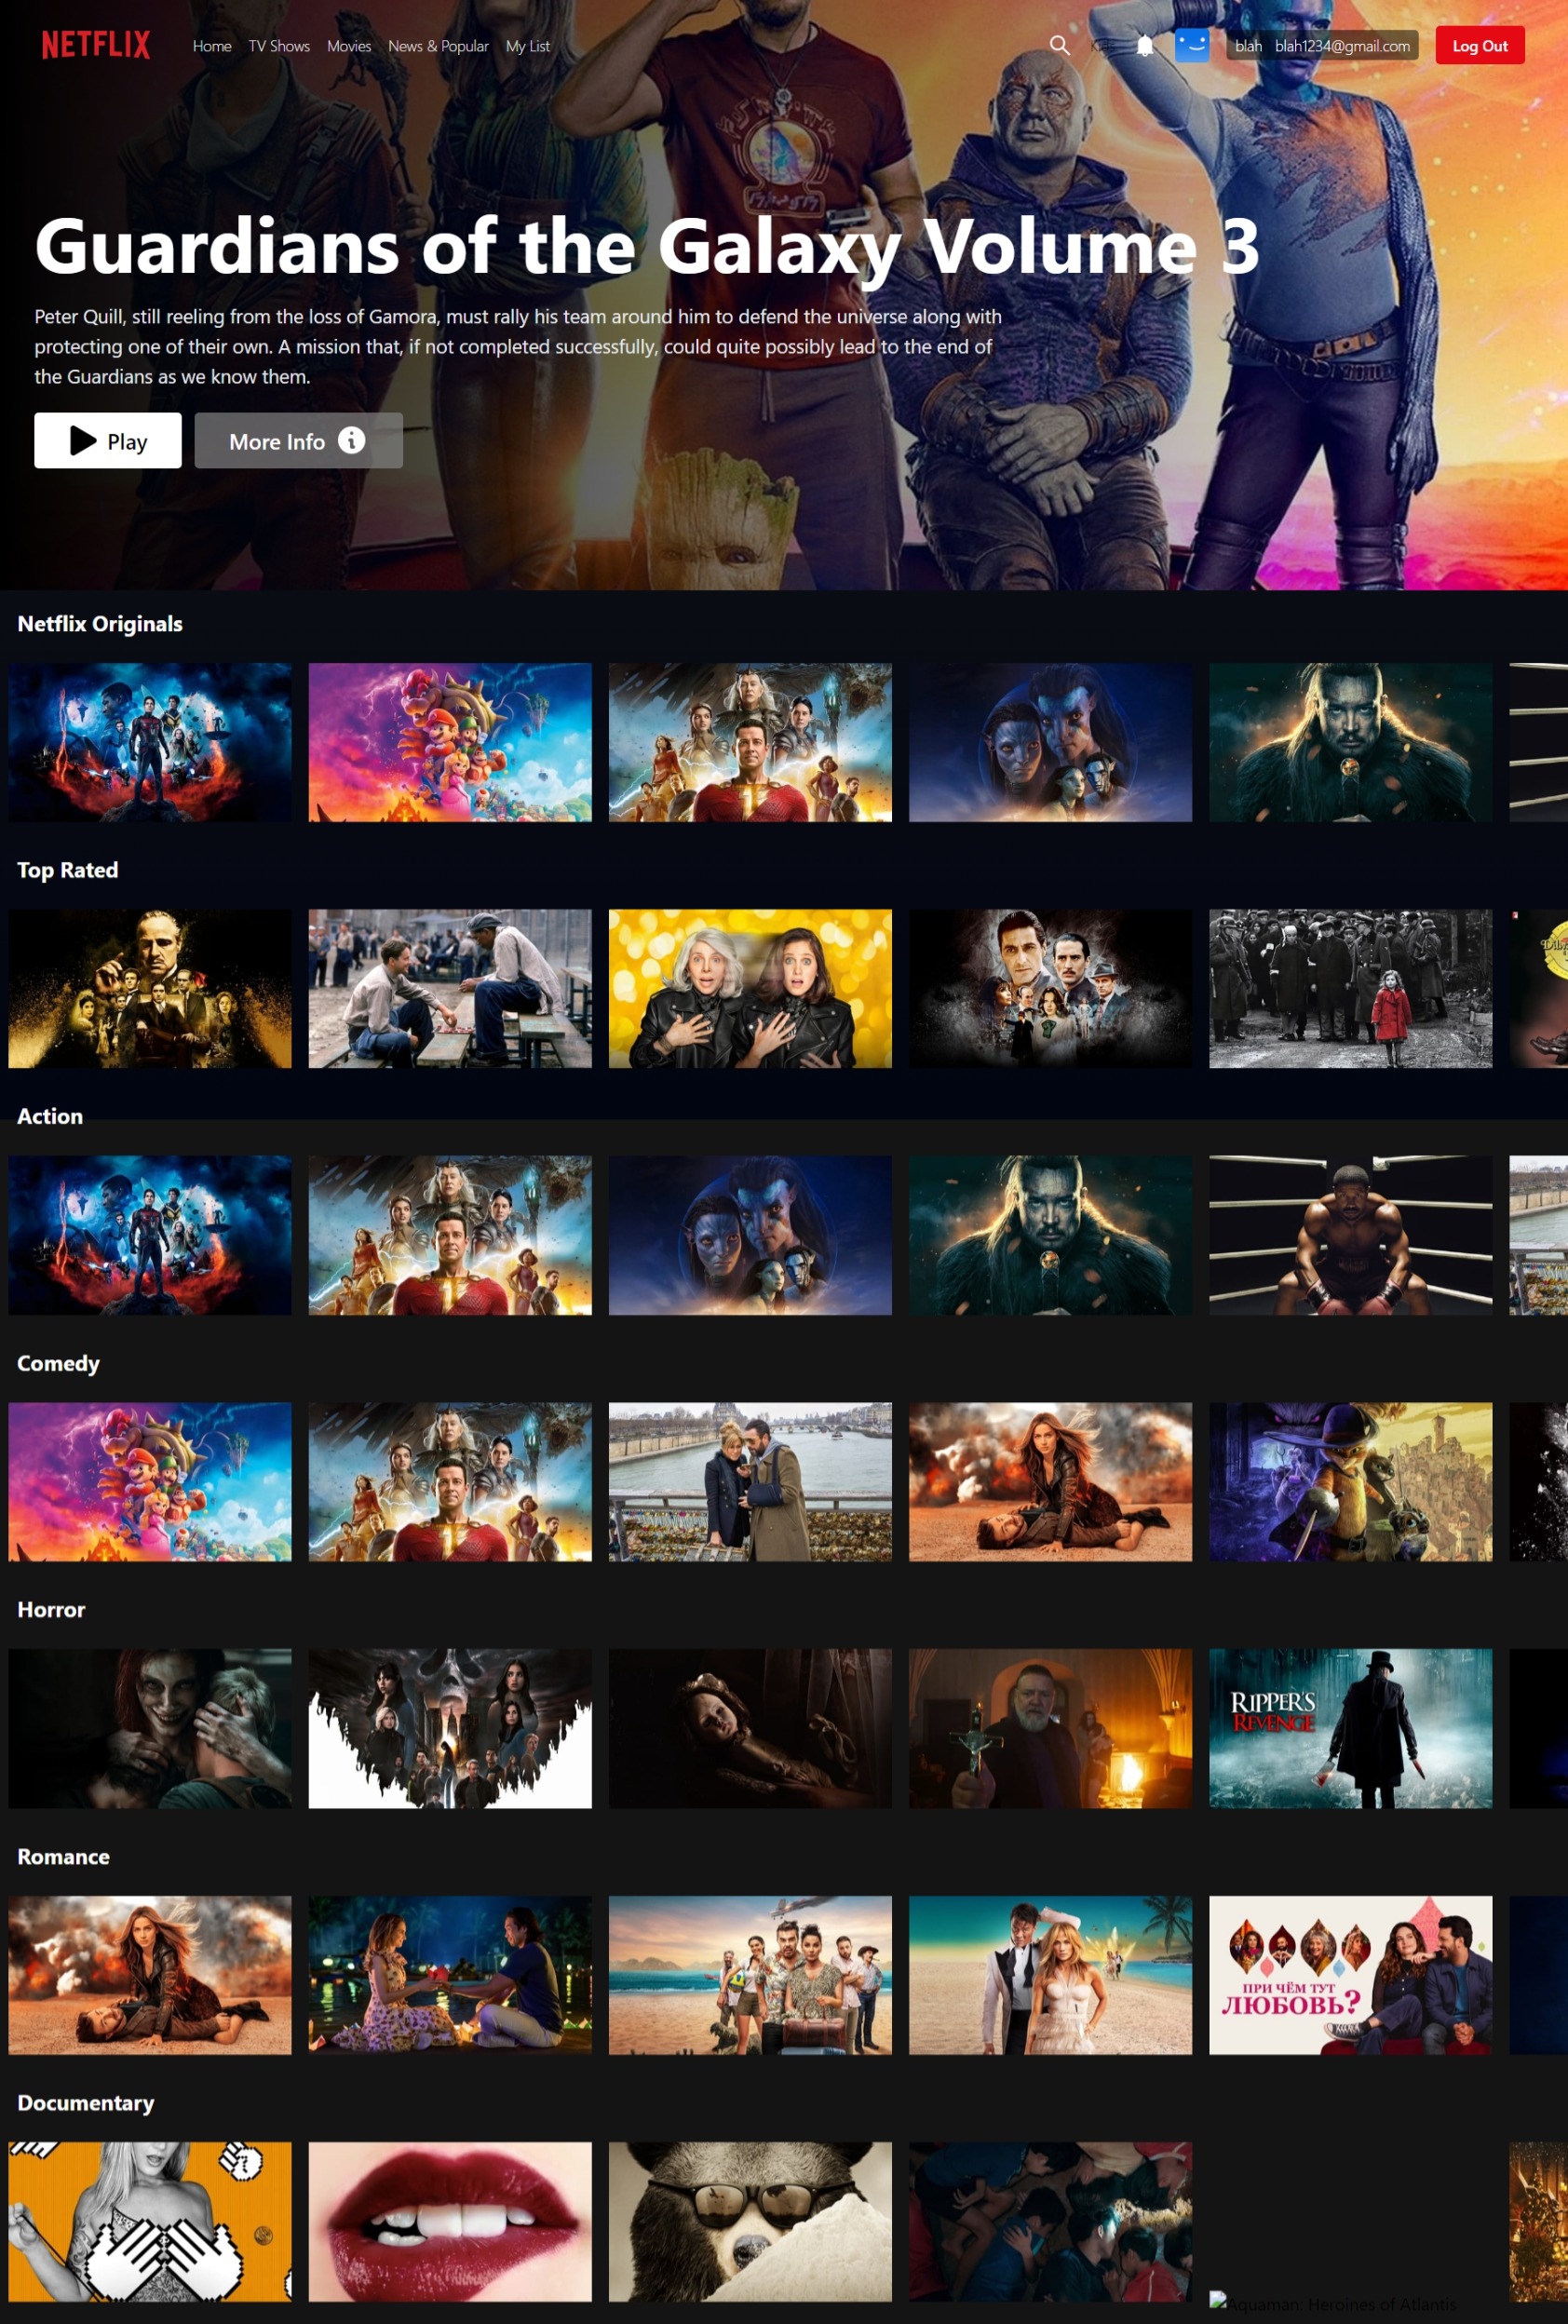 NETFLIX
Home TV Shows Movies News & Popular My List
blah blah1234@gmail.com
Log Out
Guardians of the Galaxy Volume 3
Peter Quill, still reeling from the loss of Gamora, must rally his team around him to defend the universe along with
protecting one of their own. A mission that, if not completed successfully, could quite possibly lead to the end of
the Guardians as we know them.
Play
More Info
Netflix Originals
Top Rated
Action
Comedy
Horror
RIPPER'S
REVENGE
Romance
ПРИ ЧЁМ ТУТ
ЛЮБОВЬ?
Documentary
Aquaman: Heroines of Atlantis